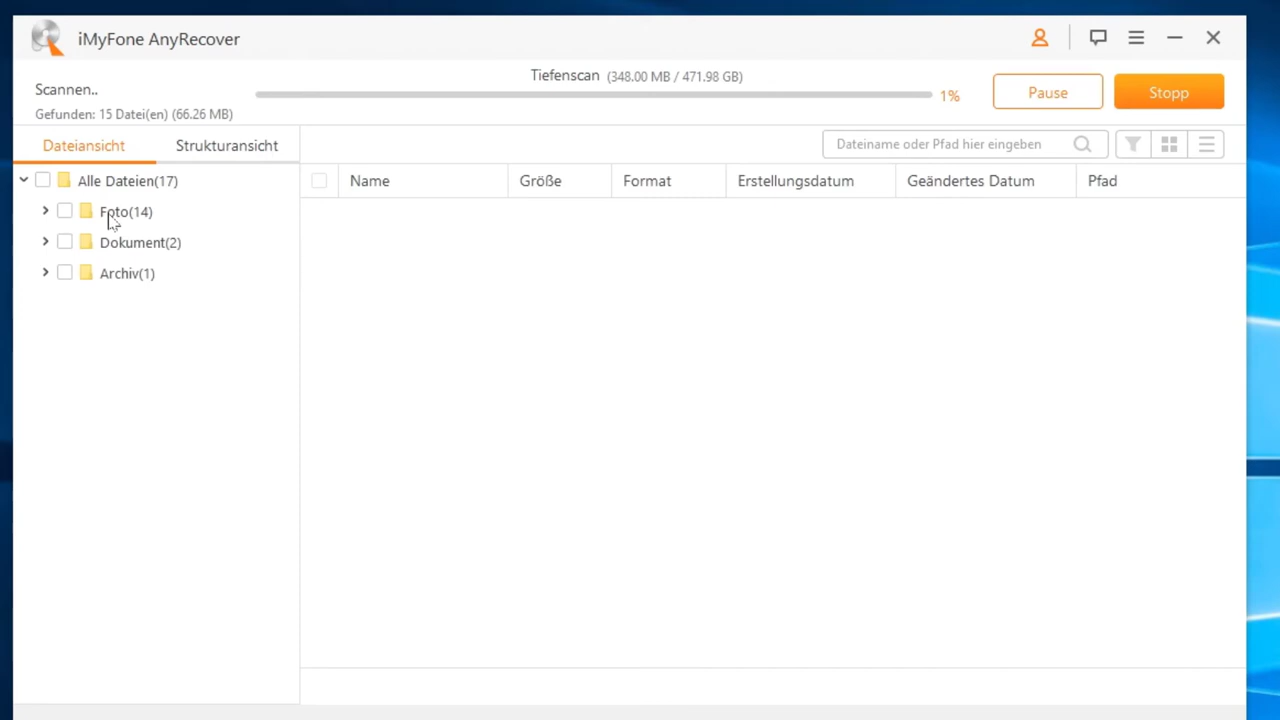 iMyFone AnyRecover
Scannen..
Gefunden: 15 Datei(en) (66.26 MB)
Tiefenscan (348.00 MB / 471.98 GB)
1%
Pause
Stopp
Dateiansicht
Strukturansicht
Dateiname oder Pfad hier eingeben
Alle Dateien(17)
Foto(14)
Dokument(2)
Archiv(1)
Name
Größe
Format
Erstellungsdatum
Geändertes Datum
Pfad